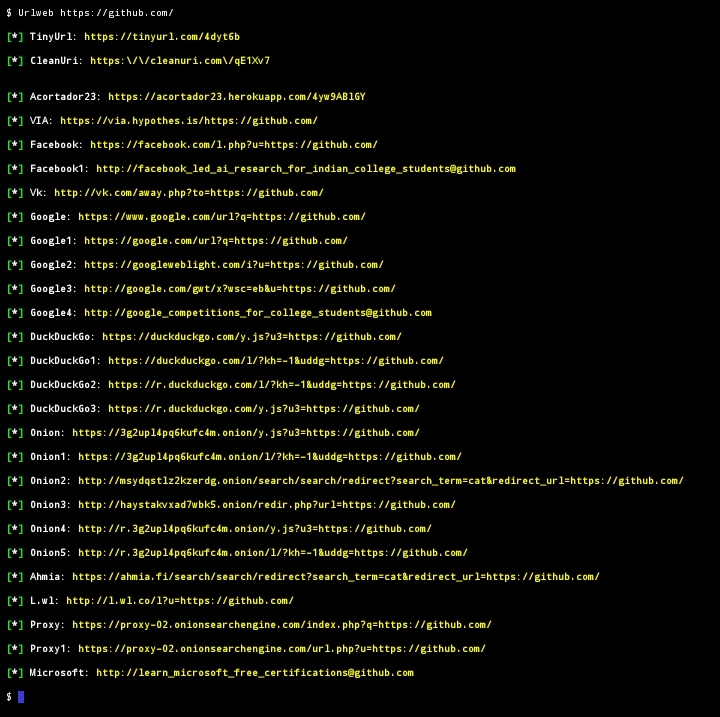 $ Urlweb https://github.com/
[*] TinyUrl: https://tinyurl.com/4dyt6b
[*] CleanUri: https:\/\/cleanuri.com\/qE1Xv7
[*] Acortador23: https://acortador23.herokuapp.com/4yw9ABlGY
[*] VIA: https://via.hypothes.is/https://github.com/
[*] Facebook: https://facebook.com/l.php?u=https://github.com/
[*] Facebook1: http://facebook_led_ai_research_for_indian_college_students@github.com
[*] Vk: http://vk.com/away.php?to=https://github.com/
[*] Google: https://www.google.com/url?q=https://github.com/
[*] Google1: https://google.com/url?q=https://github.com/
[*] Google2: https://googleweblight.com/i?u=https://github.com/
[*] Google3: http://google.com/gwt/x?wsc=eb&u=https://github.com/
[*] Google4: http://google_competitions_for_college_students@github.com
[*] DuckDuckGo: https://duckduckgo.com/y.js?u3=https://github.com/
[*] DuckDuckGo1: https://duckduckgo.com/l/?kh=-1&uddg=https://github.com/
[*] DuckDuckGo2: https://r.duckduckgo.com/l/?kh=-1&uddg=https://github.com/
[*] DuckDuckGo3: https://r.duckduckgo.com/y.js?u3=https://github.com/
[*] Onion: https://3g2upl4pq6kufc4m.onion/y.js?u3=https://github.com/
[*] Onion1: https://3g2upl4pq6kufc4m.onion/l/?kh=-1&uddg=https://github.com/
[*] Onion2: http://msydqstlz2kzerdg.onion/search/search/redirect?search_term=cat&redirect_url=https://github.com/
[*] Onion3: http://haystakvxad7wbk5.onion/redir.php?url=https://github.com/
[*] Onion4: http://r.3g2upl4pq6kufc4m.onion/y.js?u3=https://github.com/
[*] Onion5: http://r.3g2upl4pq6kufc4m.onion/l/?kh=-1&uddg=https://github.com/
[*] Ahmia: https://ahmia.fi/search/search/redirect?search_term=cat&redirect_url=https://github.com/
[*] L.wl: http://l.wl.co/l?u=https://github.com/
[*] Proxy: https://proxy-02.onionsearchengine.com/index.php?q=https://github.com/
[*] Proxy1: https://proxy-02.onionsearchengine.com/url.php?u=https://github.com/
[*] Microsoft: http://learn_microsoft_free_certifications@github.com
$